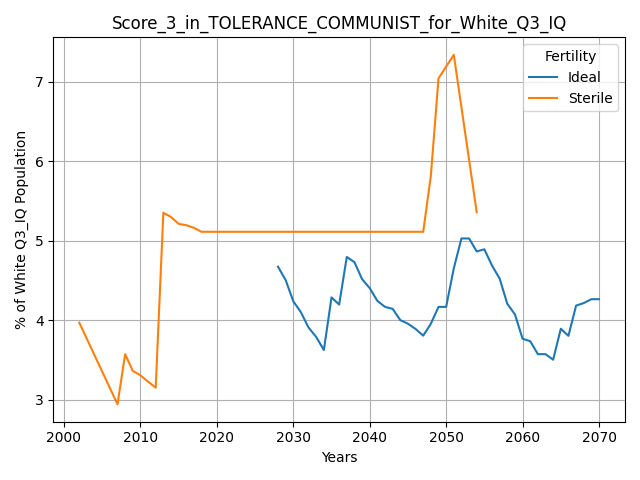 Score_3_in_TOLERANCE_COMMUNIST_for_White_Q3_IQ
Fertility
Ideal
Sterile
% of White Q3_IQ Population
7
6
5
4
3
2000 2010 2020 2030 2040 2050 2060 2070
Years